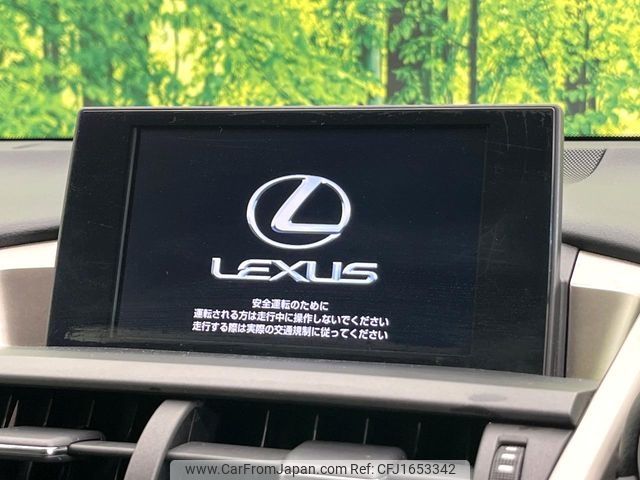 LEXUS
安全運転のために
運転される方は走行中に操作しないでください
走行する際は実際の交通規制に従ってください
www.CarFromJapan.com | Car ID: CFJ1653342